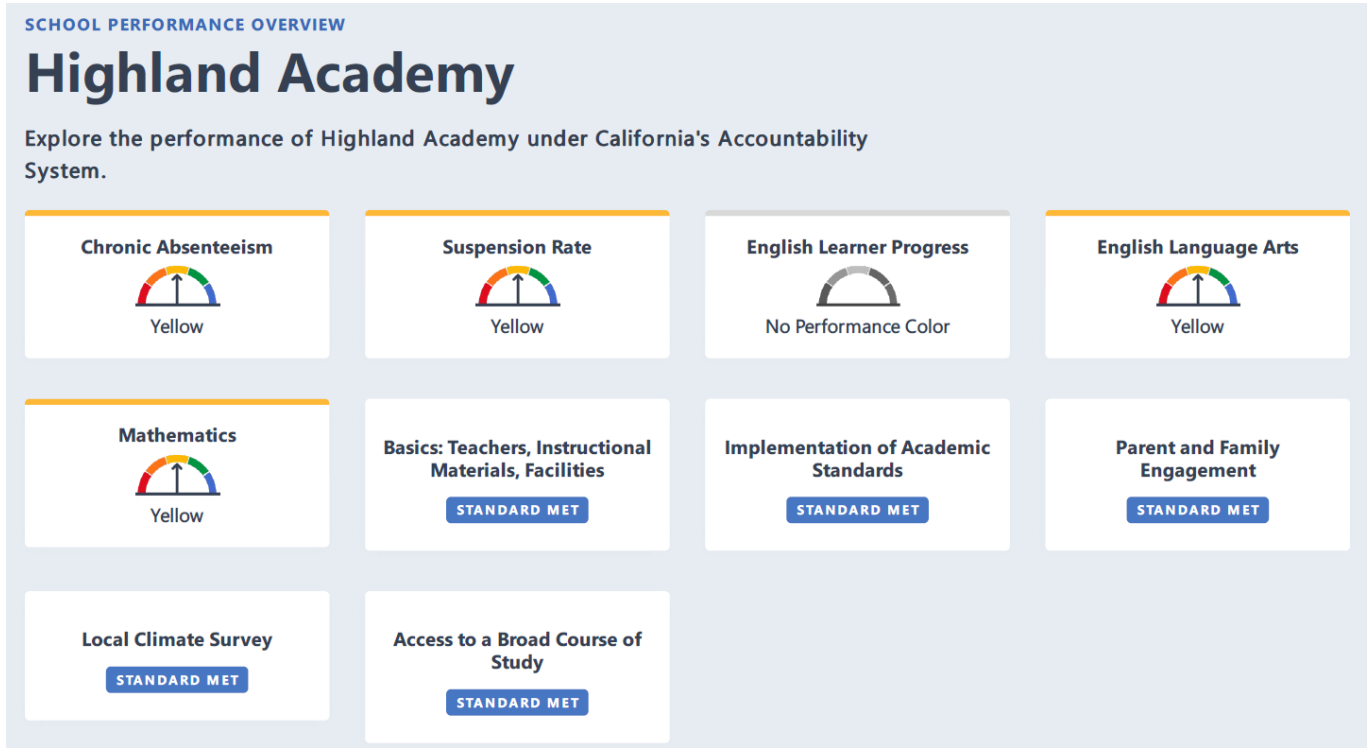 SCHOOL PERFORMANCE OVERVIEW
Highland Academy
Explore the performance of Highland Academy under California's Accountability
System.
Chronic Absenteeism
Yellow
Suspension Rate
Yellow
English Learner Progress
No Performance Color
English Language Arts
Yellow
Mathematics
Yellow
Basics: Teachers, Instructional
Materials, Facilities
STANDARD MET
Implementation of Academic
Standards
STANDARD MET
Parent and Family
Engagement
STANDARD MET
Local Climate Survey
STANDARD MET
Access to a Broad Course of
Study
STANDARD MET